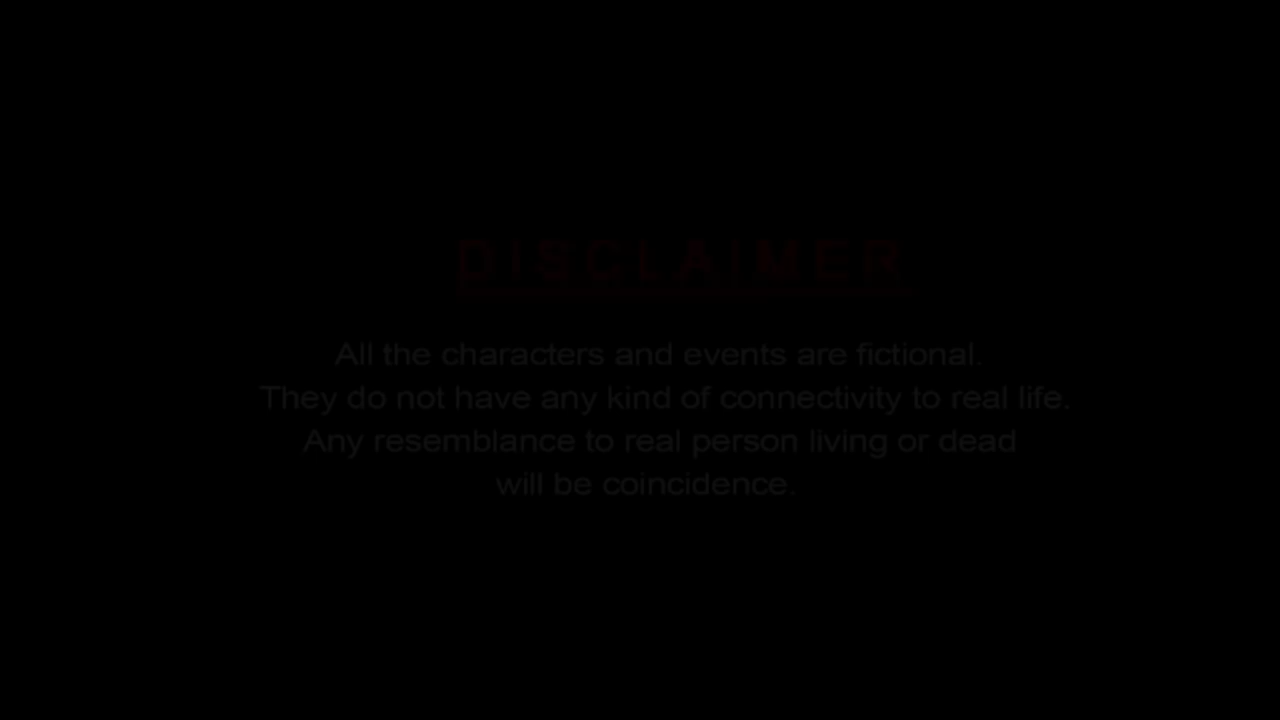 DISCLAIMER
All the characters and events are fictional.
They do not have any kind of connectivity to real life.
Any resemblance to real person living or dead
will be coincidence.